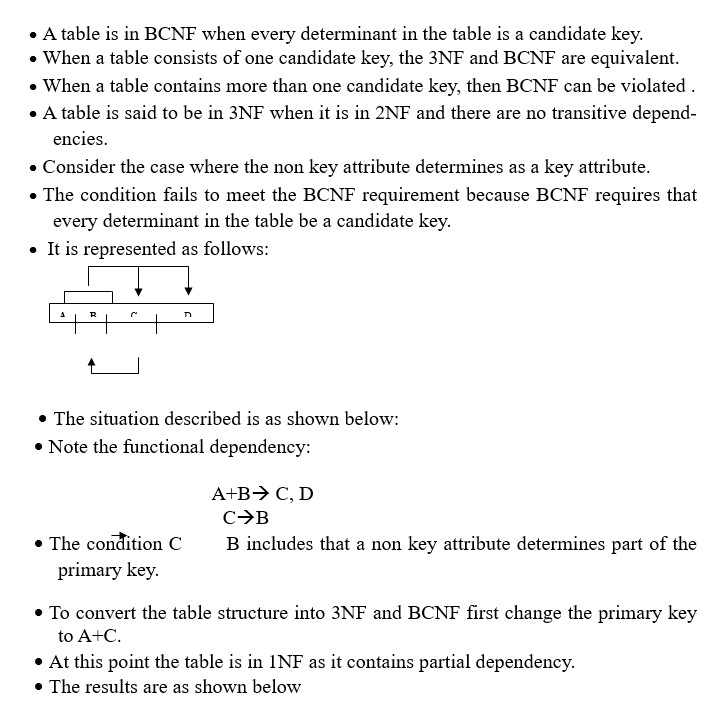 • A table is in BCNF when every determinant in the table is a candidate key.
• When a table consists of one candidate key, the 3NF and BCNF are equivalent.
• When a table contains more than one candidate key, then BCNF can be violated .
• A table is said to be in 3NF when it is in 2NF and there are no transitive depend-
encies.
• Consider the case where the non key attribute determines as a key attribute.
• The condition fails to meet the BCNF requirement because BCNF requires that
every determinant in the table be a candidate key.
• It is represented as follows:
A B C D
• The situation described is as shown below:
• Note the functional dependency:
A+B→ C, D
C→B
• The condition C → B includes that a non key attribute determines part of the
primary key.
• To convert the table structure into 3NF and BCNF first change the primary key
to A+C.
• At this point the table is in 1NF as it contains partial dependency.
• The results are as shown below